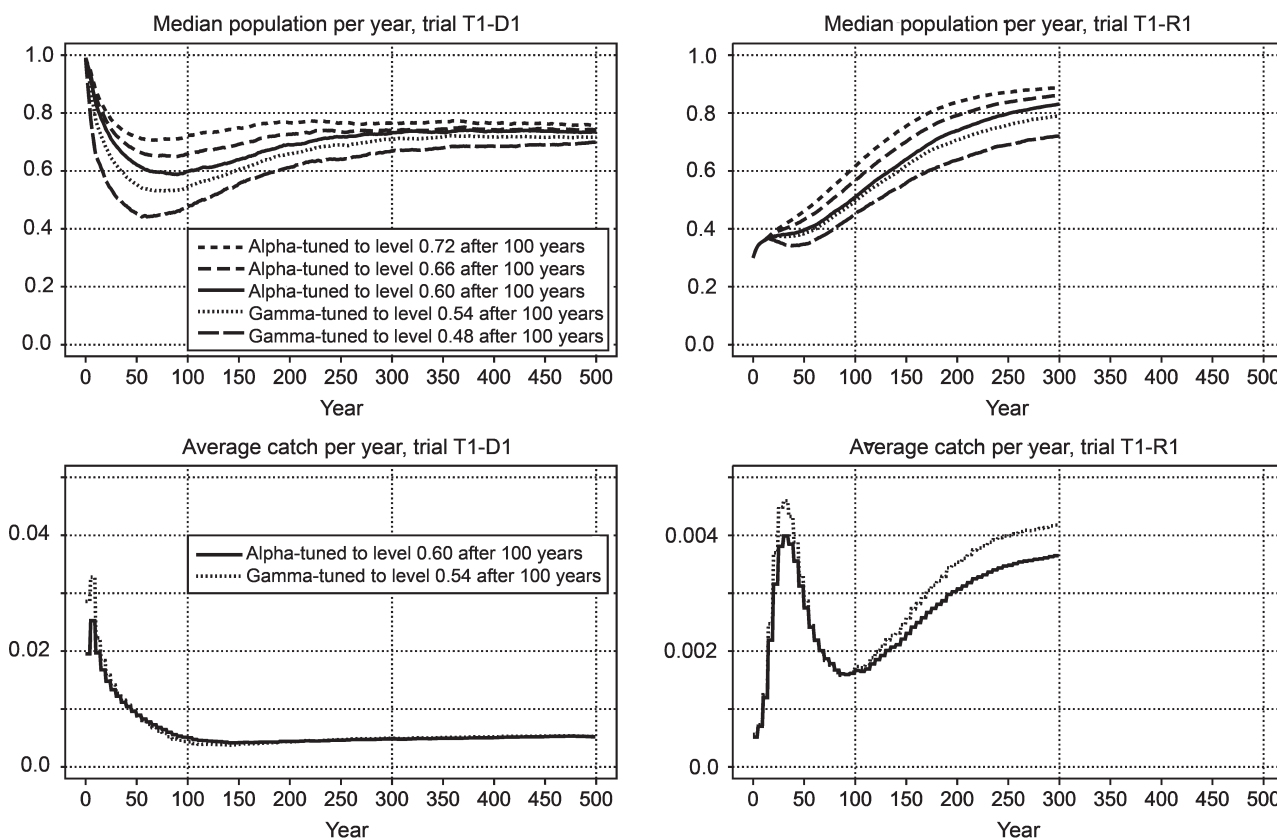 Median population per year, trial T1-D1
1.0
0.8
0.6
0.4
0.2
0.0
Alpha-tuned to level 0.72 after 100 years
Alpha-tuned to level 0.66 after 100 years
Alpha-tuned to level 0.60 after 100 years
Gamma-tuned to level 0.54 after 100 years
Gamma-tuned to level 0.48 after 100 years
0 50 100 150 200 250 300 350 400 450 500
Year
Median population per year, trial T1-R1
1.0
0.8
0.6
0.4
0.2
0.0
0 50 100 150 200 250 300 350 400 450 500
Year
Average catch per year, trial T1-D1
0.04
0.02
0.0
Alpha-tuned to level 0.60 after 100 years
Gamma-tuned to level 0.54 after 100 years
0 50 100 150 200 250 300 350 400 450 500
Year
Average catch per year, trial T1-R1
0.004
0.002
0.0
0 50 100 150 200 250 300 350 400 450 500
Year